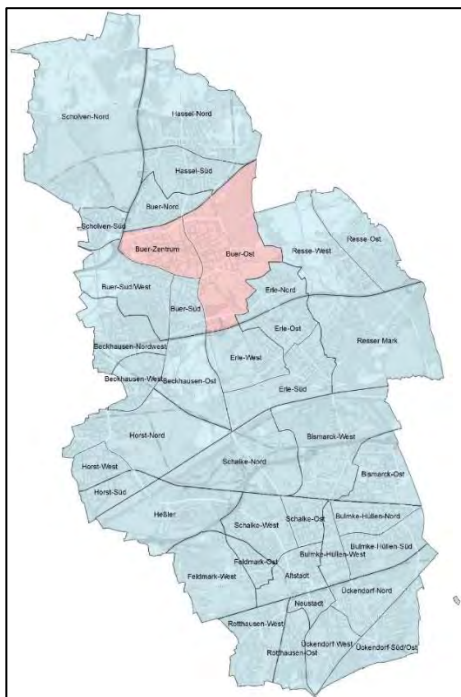 Scholven-Nord
Hassel-Nord
Hassel-Süd
Buer-Nord
Scholven-Süd
Buer-Zentrum
Buer-Ost
Resse-West
Resse-Ost
Buer-Süd/West
Buer-Süd
Erle-Nord
Erle-Ost
Resser Mark
Beckhausen-Nordwest
Erle-West
Beckhausen-West
Beckhausen-Ost
Erle-Süd
Horst-Nord
Bismarck-West
Horst-West
Schalke-Nord
Bismarck-Ost
Horst-Süd
Heßler
Schalke-West
Schalke-Ost
Bulmke-Hüllen-Nord
Bulmke-Hüllen-Süd
Bulmke-Hüllen-West
Feldmark-Ost
Feldmark-West
Altstadt
Ückendorf-Nord
Neustadt
Rotthausen-West
Ückendorf-West
Ückendorf-Süd/Ost
Rotthausen-Ost